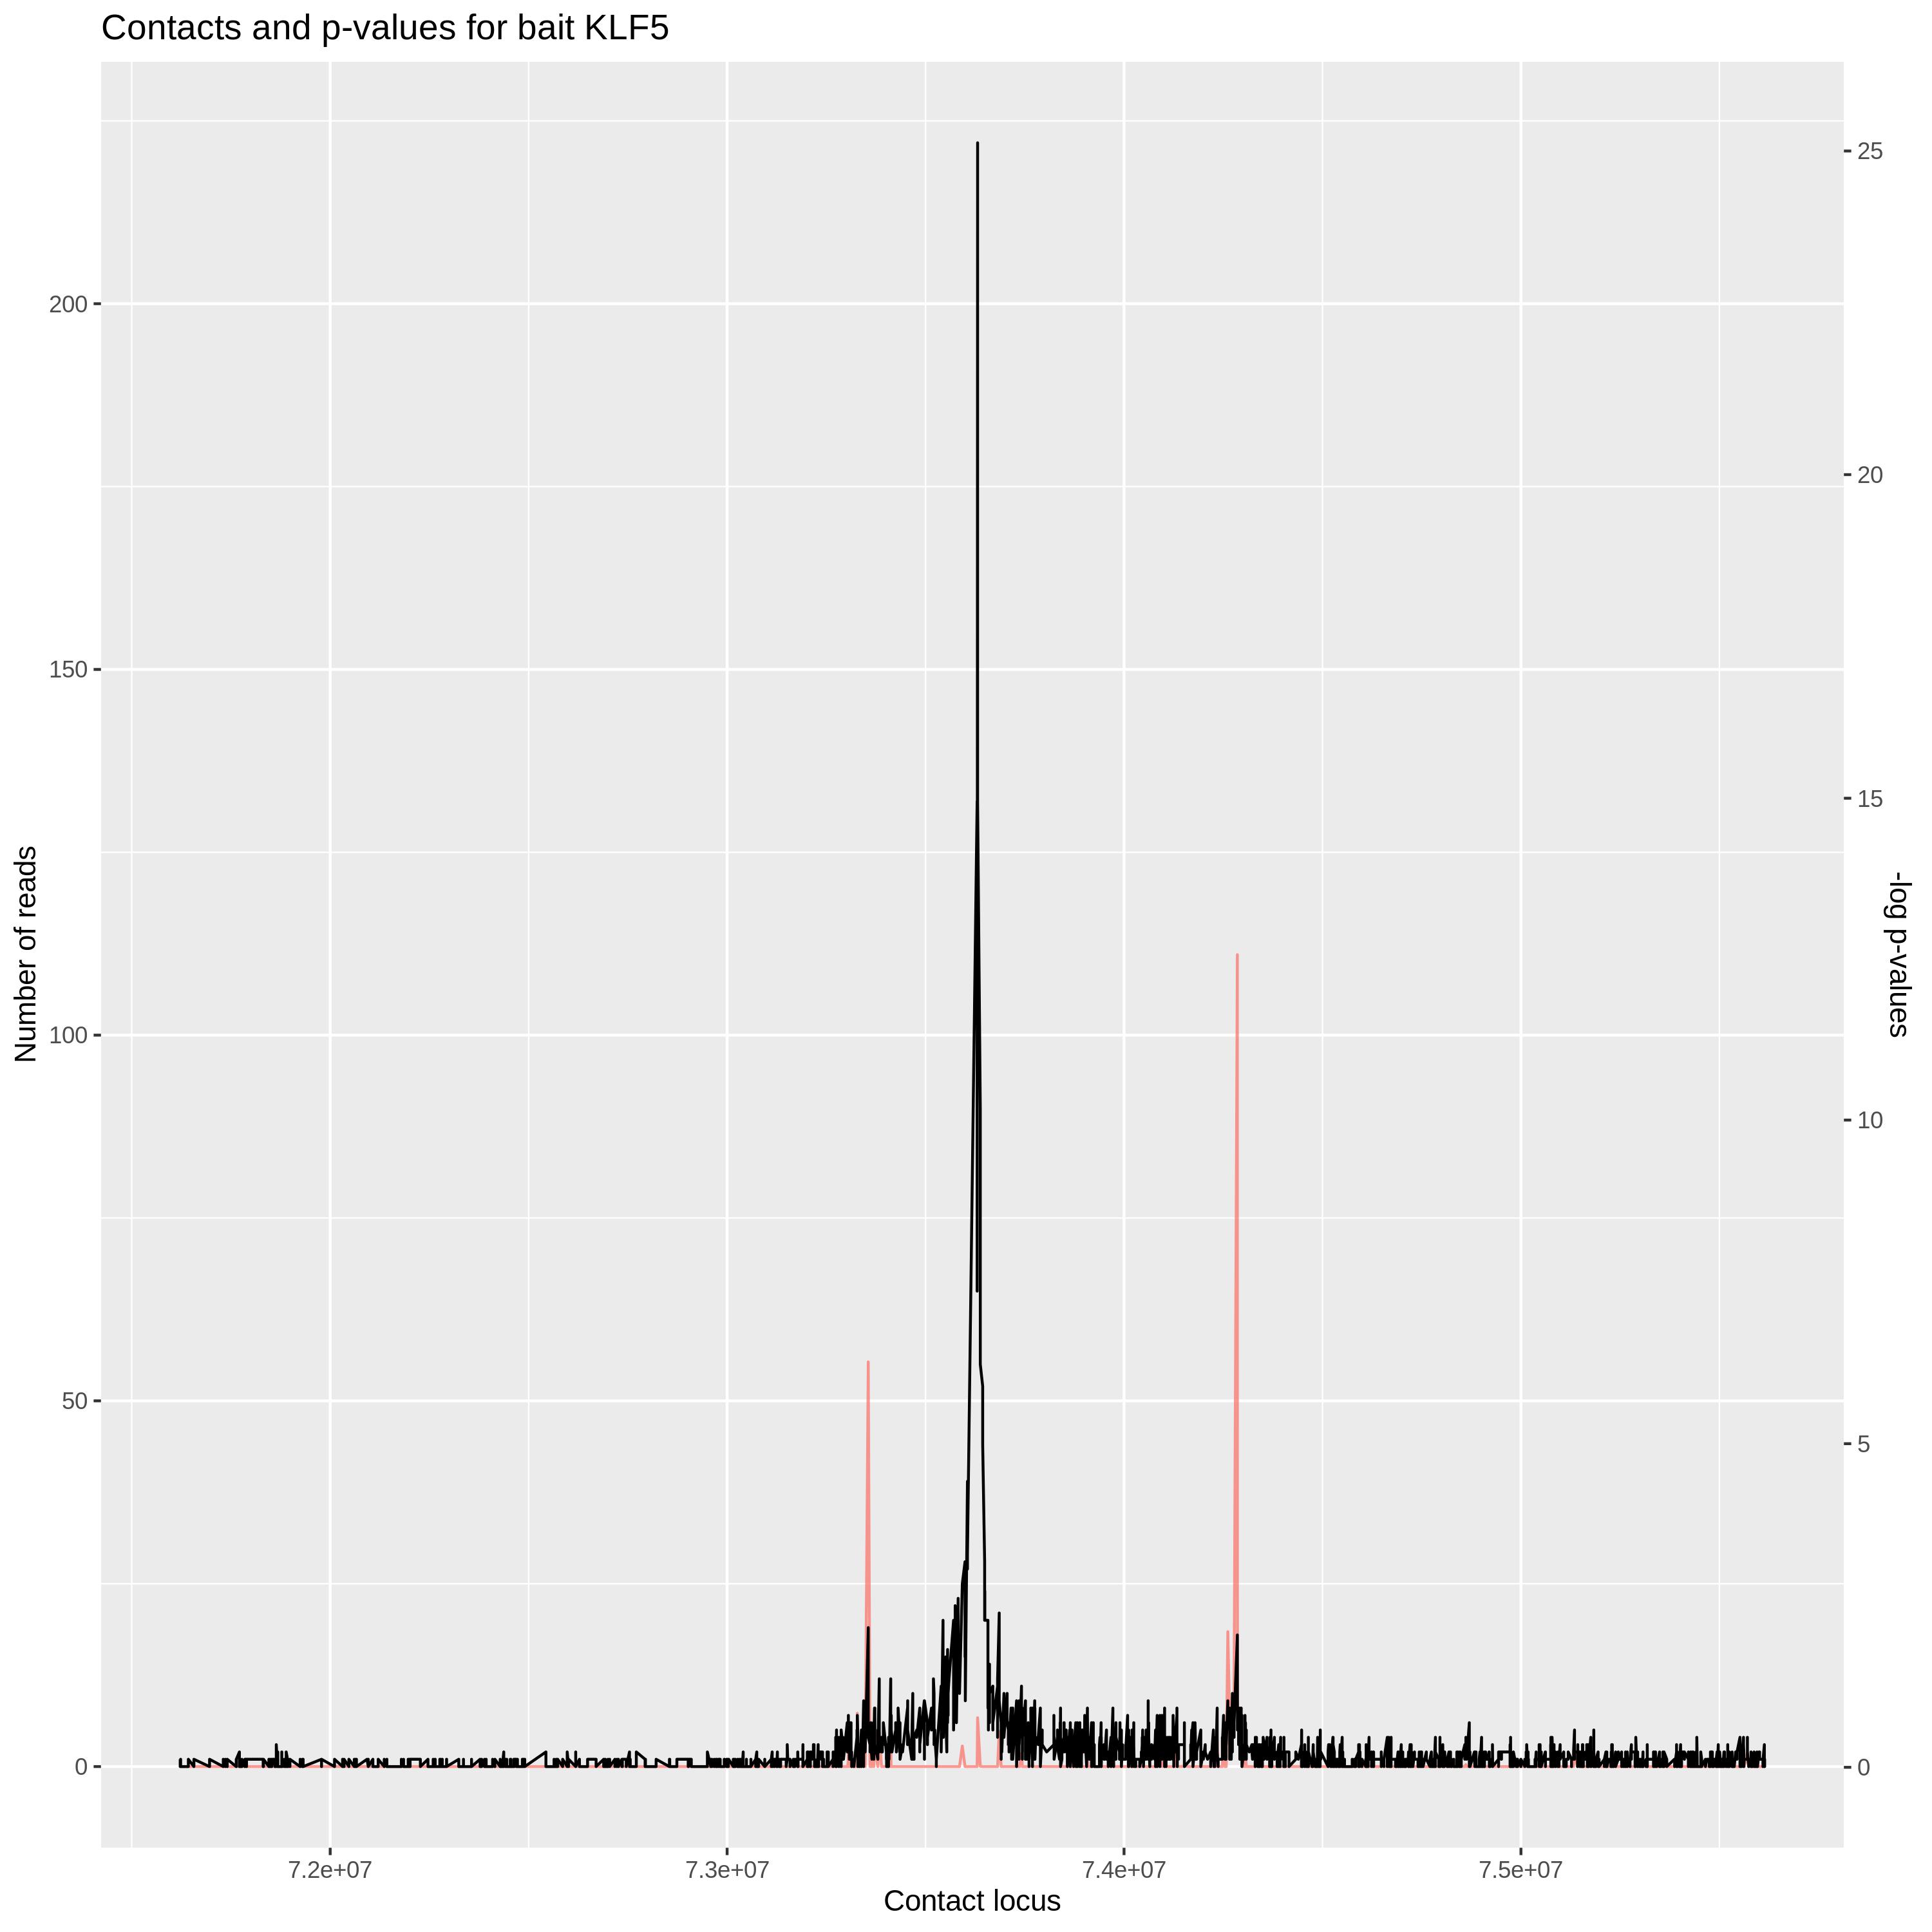 Contacts and p-values for bait KLF5
Number of reads
200
150
100
50
0
25
20
15
10
5
0
-log p-values
7.2e+07 7.3e+07 7.4e+07 7.5e+07
Contact locus